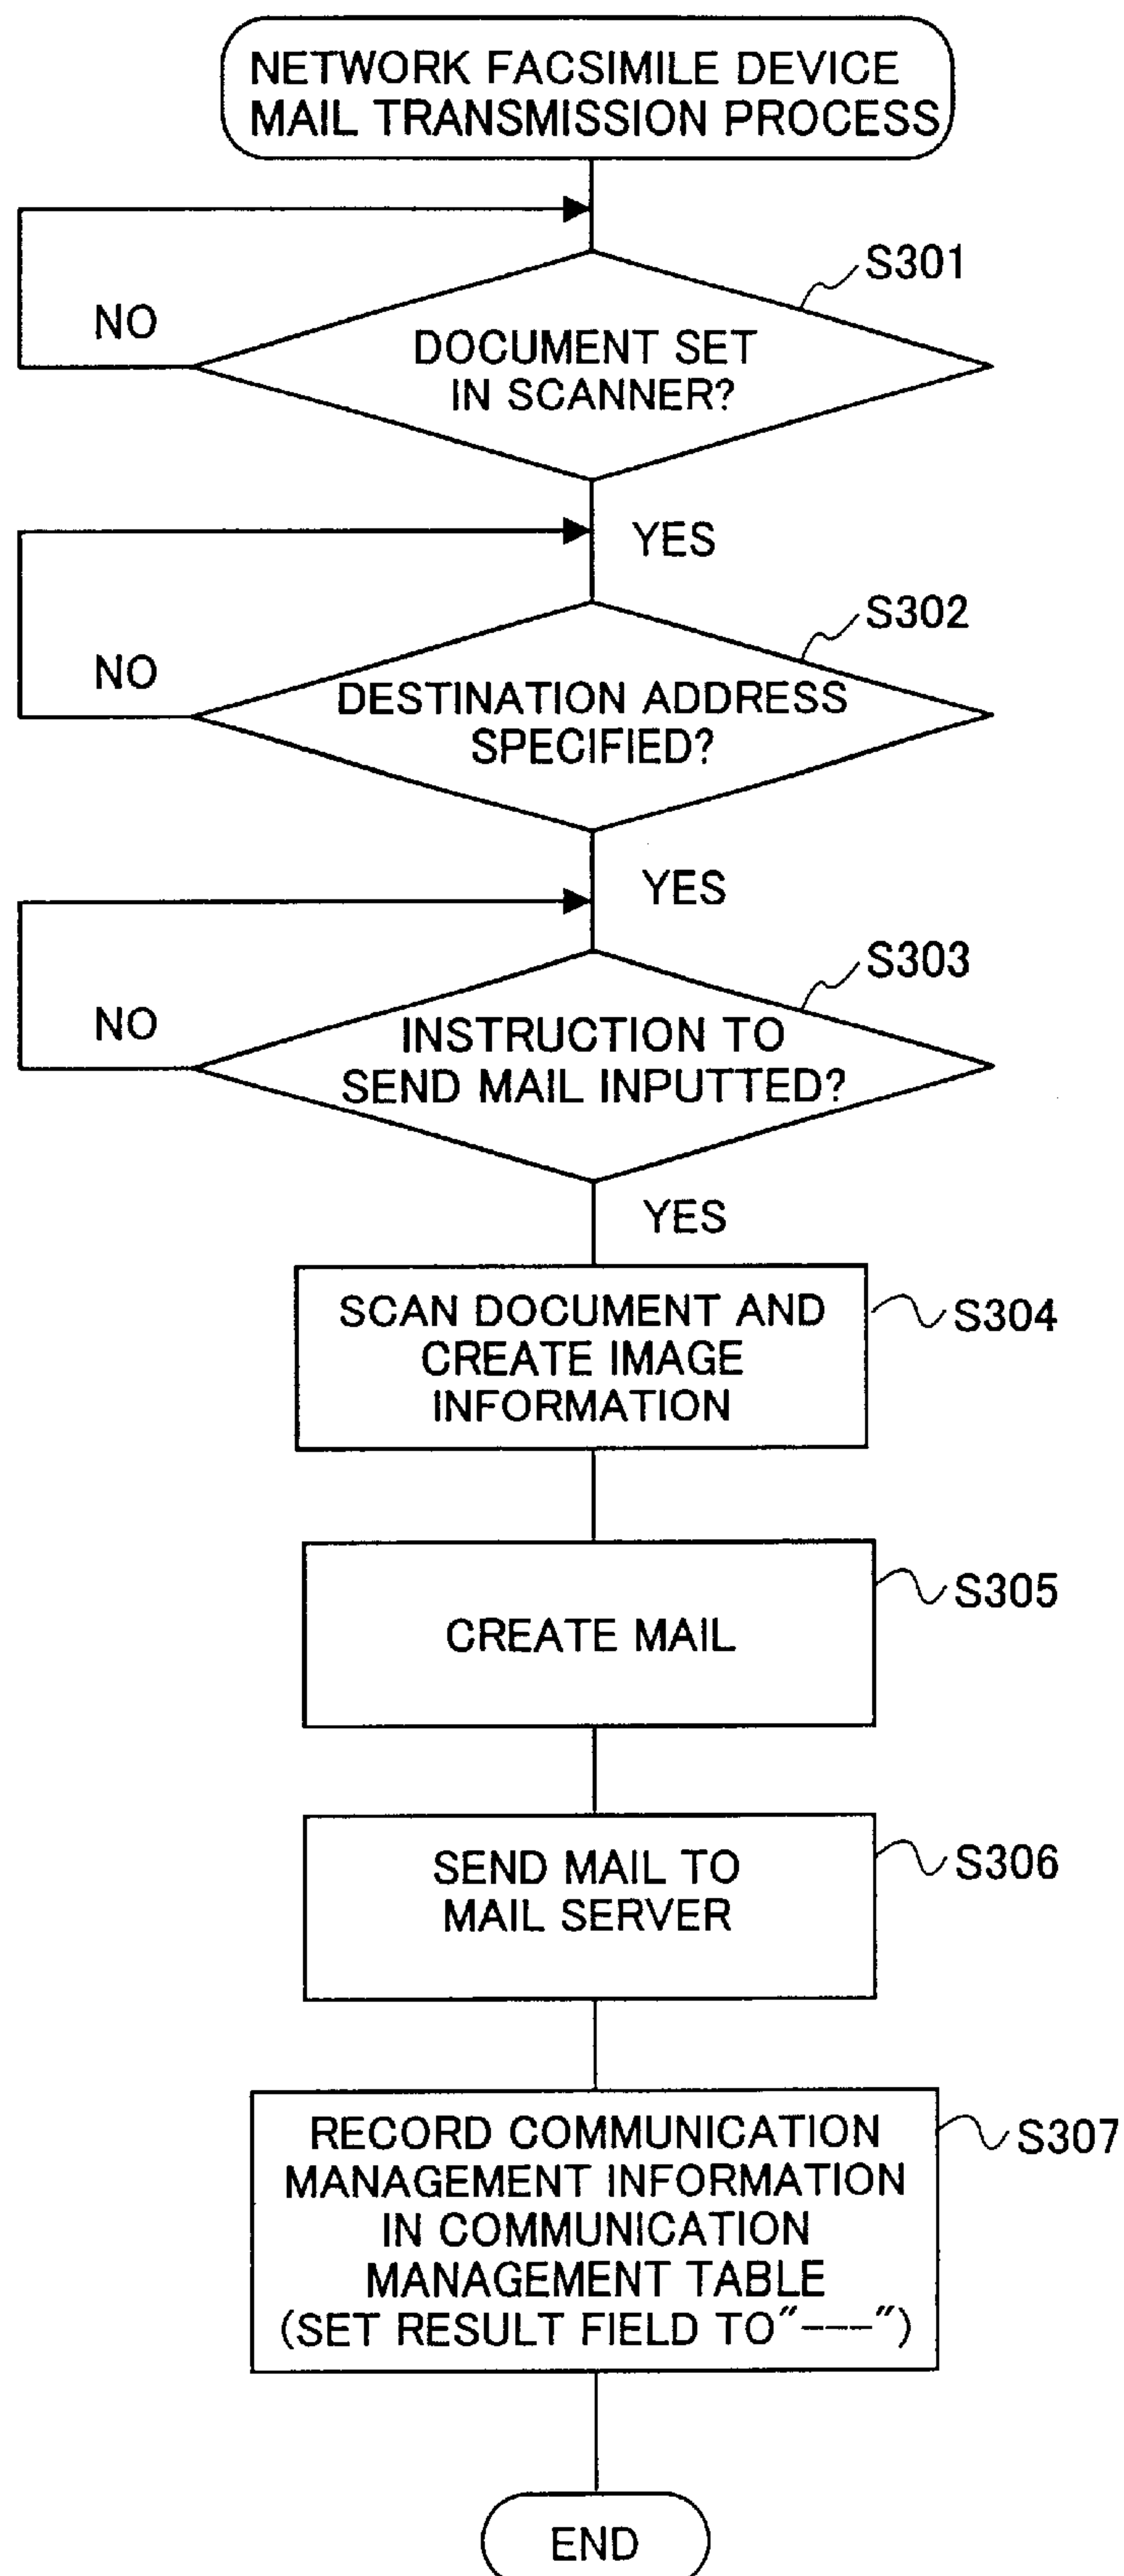 NETWORK FACSIMILE DEVICE
MAIL TRANSMISSION PROCESS
S301
NO
DOCUMENT SET
IN SCANNER?
YES
S302
NO
DESTINATION ADDRESS
SPECIFIED?
YES
S303
NO
INSTRUCTION TO
SEND MAIL INPUTTED?
YES
SCAN DOCUMENT AND
CREATE IMAGE
INFORMATION
S304
CREATE MAIL
S305
SEND MAIL TO
MAIL SERVER
S306
RECORD COMMUNICATION
MANAGEMENT INFORMATION
IN COMMUNICATION
MANAGEMENT TABLE
(SET RESULT FIELD TO"---")
S307
END